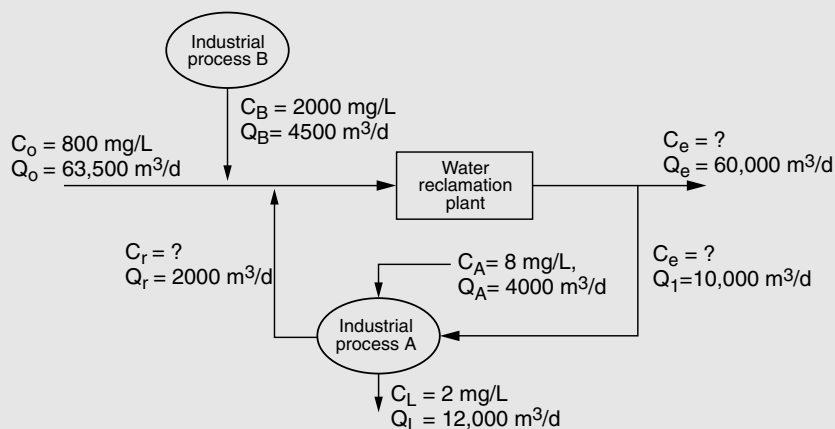 Industrial
process B
C_B = 2000 mg/L
Q_B= 4500 m³/d
C_o = 800 mg/L
Q_o = 63,500 m³/d
Water
reclamation
plant
C_e = ?
Q_e = 60,000 m³/d
C_r = ?
Q_r = 2000 m³/d
C_A= 8 mg/L,
Q_A= 4000 m³/d
C_e = ?
Q_1=10,000 m³/d
Industrial
process A
C_L = 2 mg/L
Q_L = 12,000 m³/d